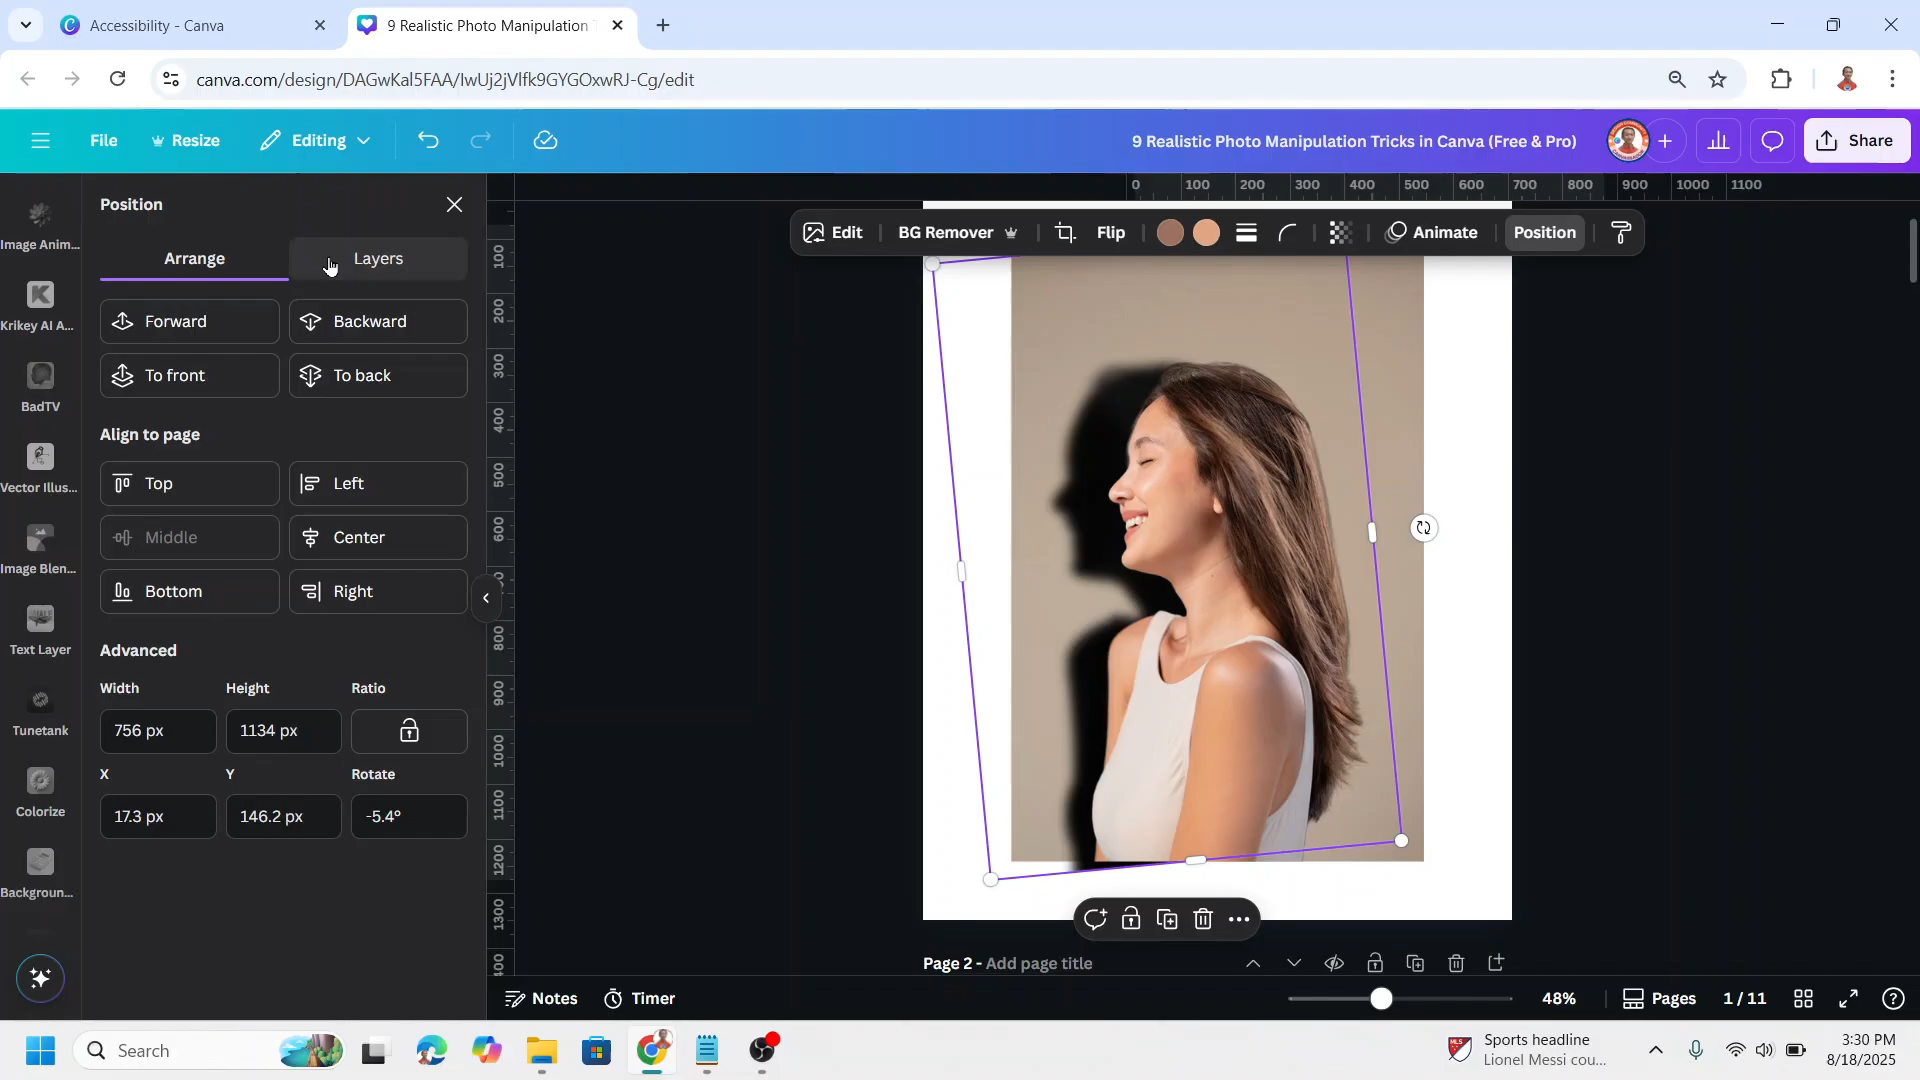 Accessibility - Canva
9 Realistic Photo Manipulation
canva.com/design/DAGwKal5FAA/IwUj2jVlfk9GYGOxwRJ-Cg/edit
File
Resize
Editing
9 Realistic Photo Manipulation Tricks in Canva (Free & Pro)
Share
Position
Arrange
Layers
Forward
Backward
To front
To back
Align to page
Top
Left
Middle
Center
Bottom
Right
Advanced
Width
Height
Ratio
756 px
1134 px
X
Y
Rotate
17.3 px
146.2 px
-5.4°
Image Anim...
Krikey AI A...
BadTV
Vector Illus...
Image Blen...
Text Layer
Tunetank
Colorize
Backgroun...
0 100 200 300 400 500 600 700 800 900 1000 1100
100
200
300
400
500
600
800
900
1000
1100
1200
1300
Edit
BG Remover
Flip
Animate
Position
Page 2 - Add page title
Notes
Timer
48%
Pages
1 / 11
Search
Sports headline
Lionel Messi cou...
3:30 PM
8/18/2025